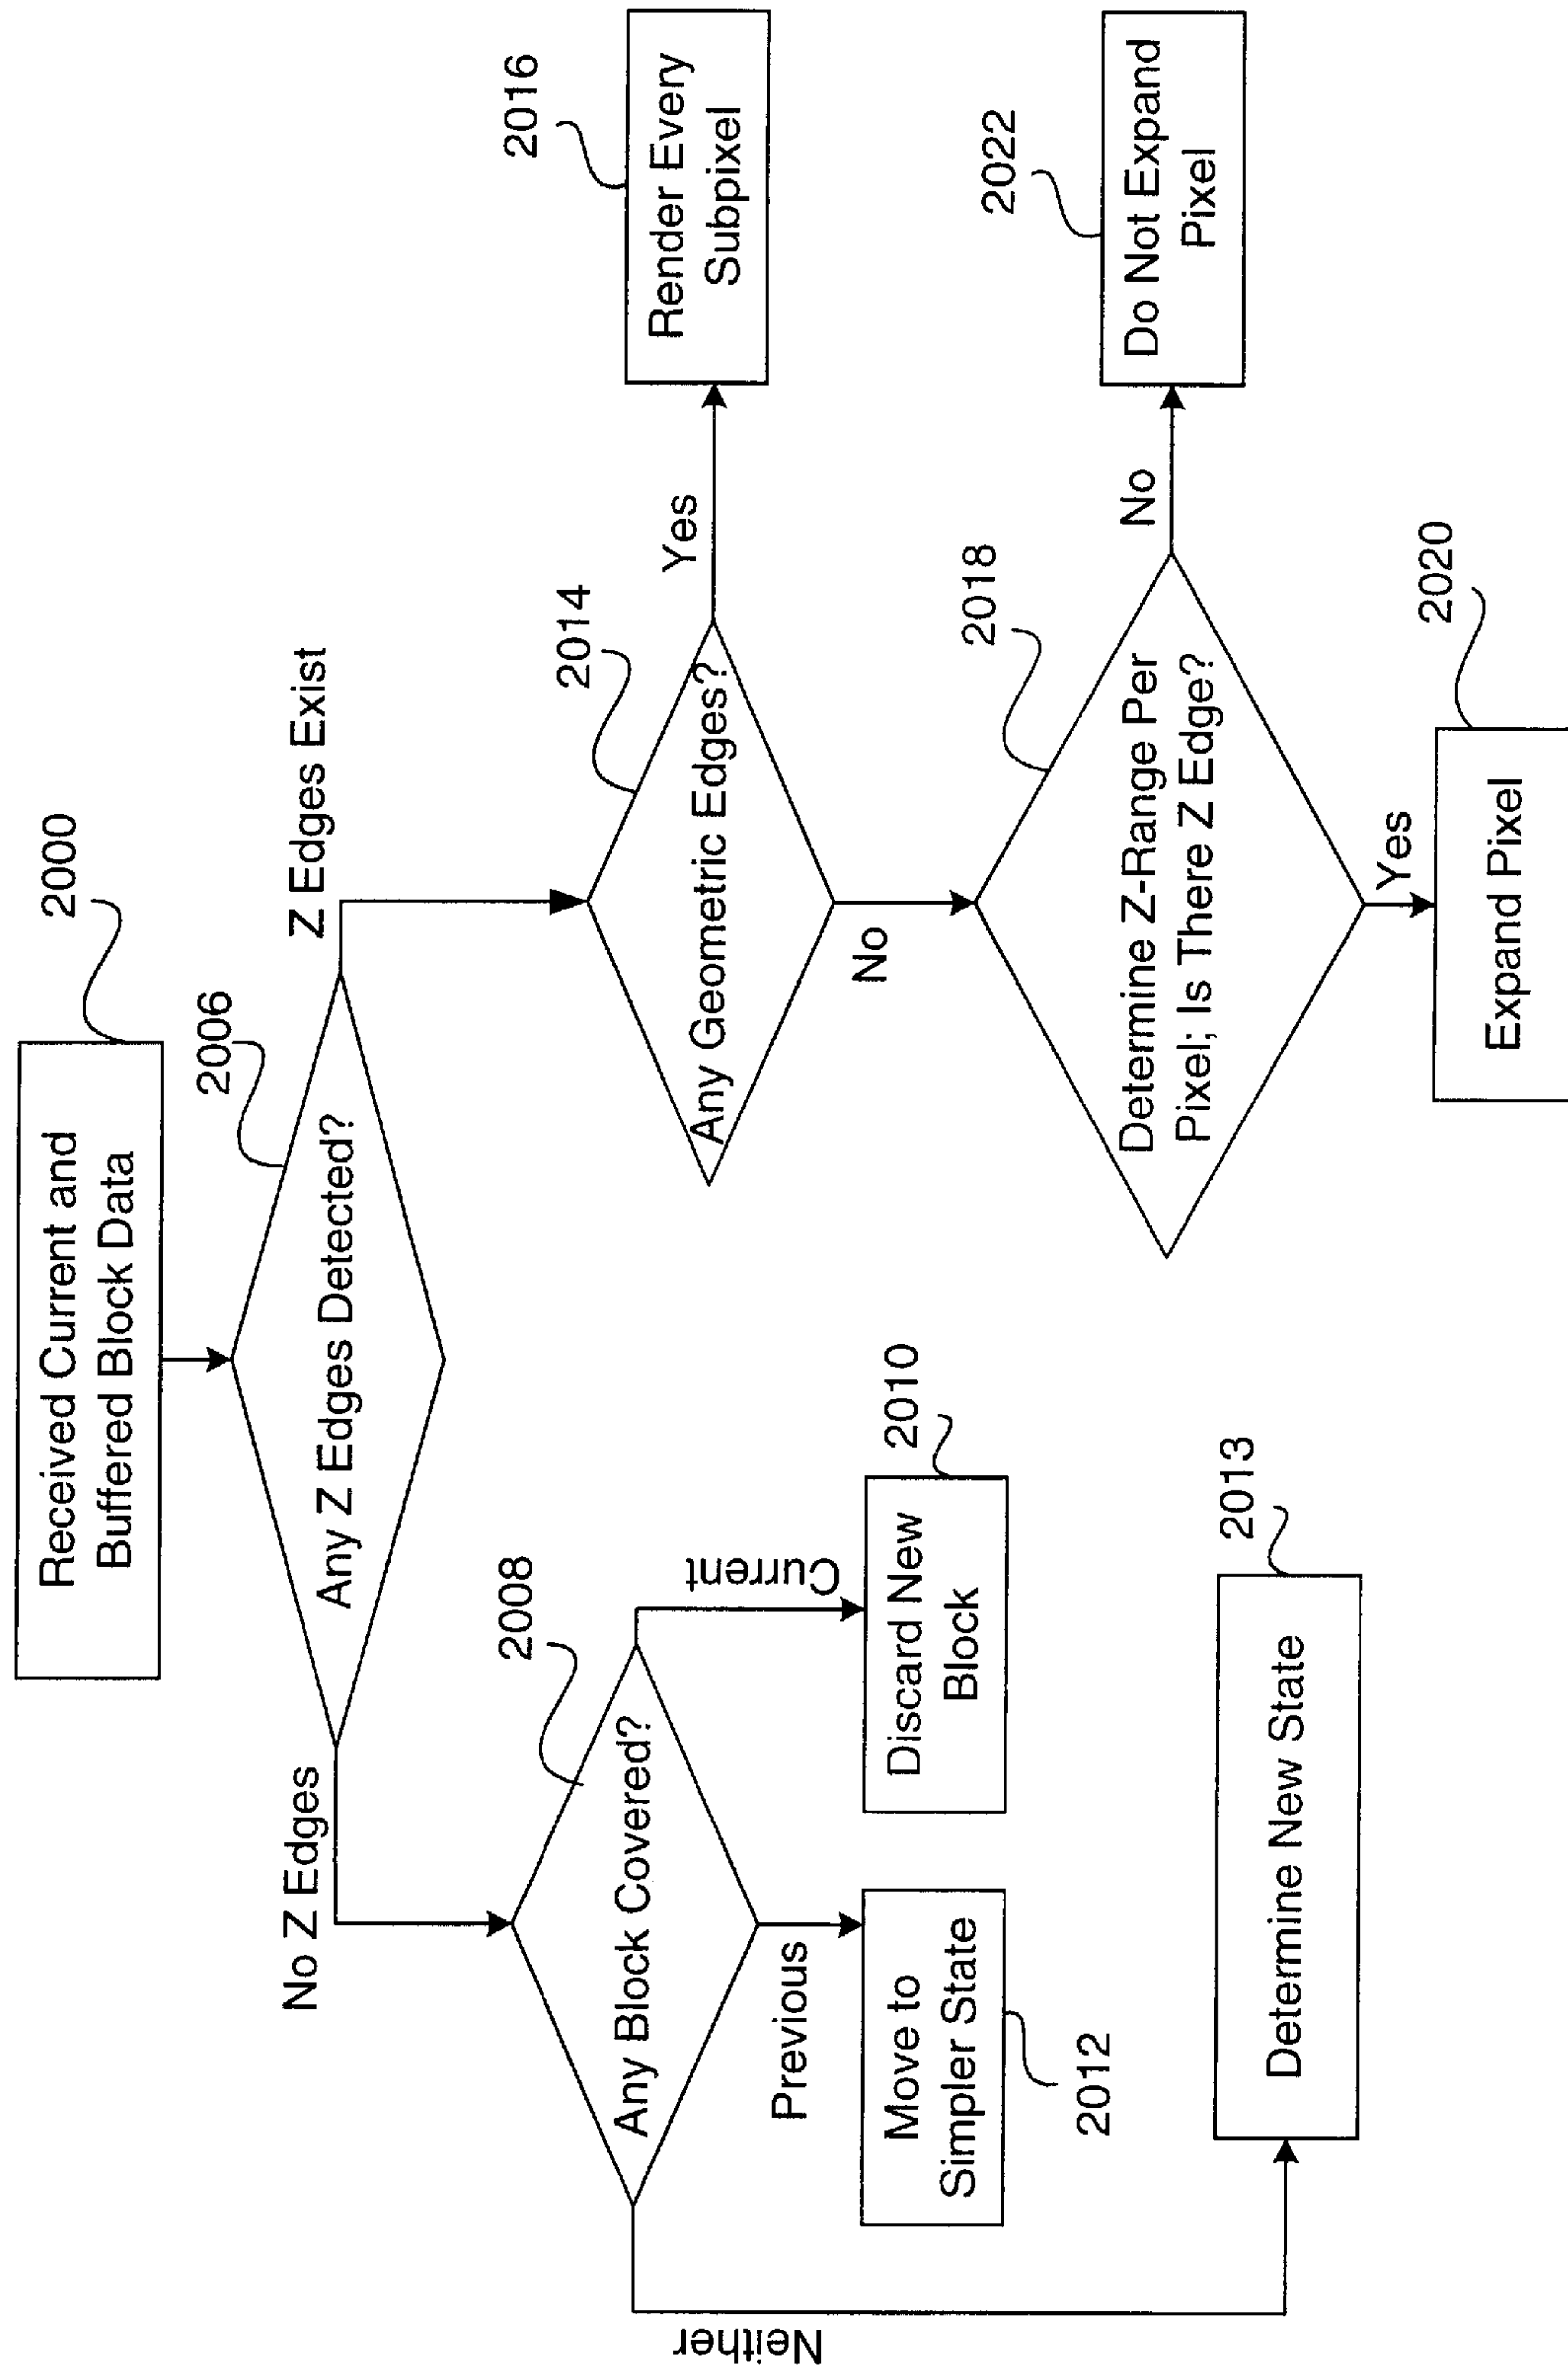 Received Current and
Buffered Block Data
2000
2006
Any Z Edges Detected?
No Z Edges
Z Edges Exist
2008
Any Block Covered?
Current
Previous
Neither
Discard New
Block
2010
Move to
Simpler State
2012
Determine New State
2013
2014
Any Geometric Edges?
Yes
No
Render Every
Subpixel
2016
2018
Determine Z-Range Per
Pixel; Is There Z Edge?
No
Yes
Do Not Expand
Pixel
2022
Expand Pixel
2020